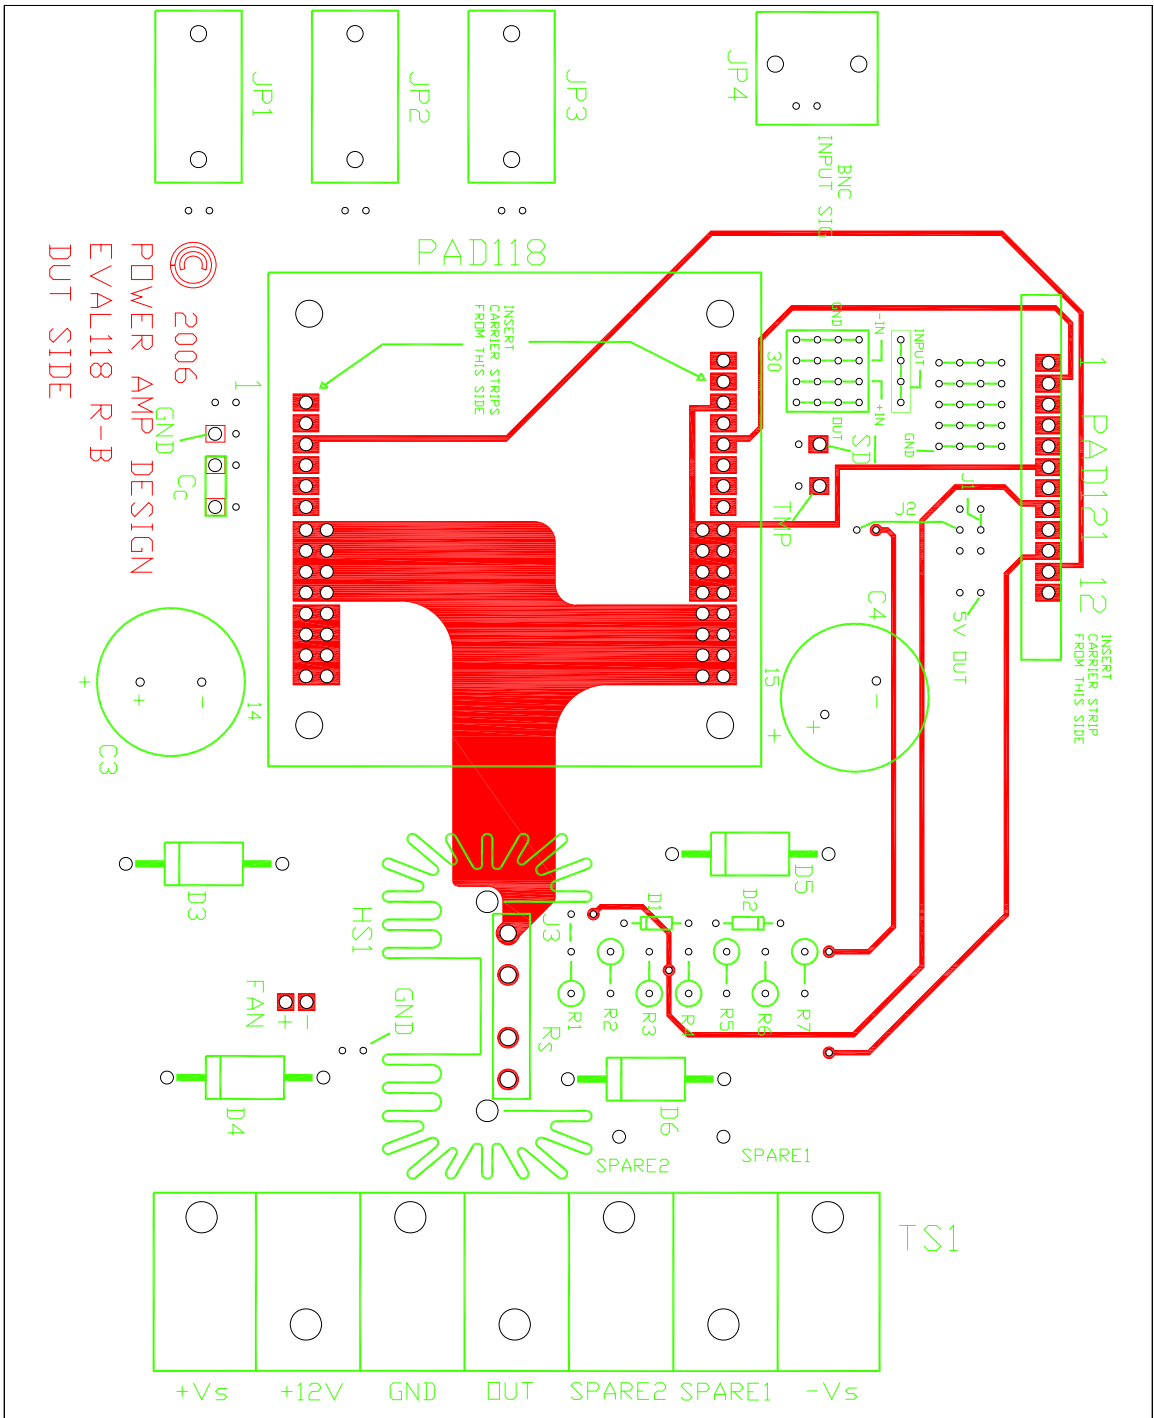 JP1
JP2
JP3
JP4
BNC
INPUT SIG
PAD118
© 2006
POWER AMP DESIGN
EVAL118 R-B
DUT SIDE
INSERT
CARRIER STRIPS
FROM THIS SIDE
GND
-IN
INPUT
+IN
OUT
30
1
GND
Cc
SD
TMP
GND
J1
J2
1
PAD121
12
5V OUT
INSERT
CARRIER STRIP
FROM THIS SIDE
C4
15
+
-
+
14
+
+
-
C3
D3
D5
HS1
J3
D1
D2
FAN
+
-
GND
Rs
R1
R2
R3
R5
R6
R7
D4
D6
SPARE2
SPARE1
TS1
+Vs
+12V
GND
OUT
SPARE2
SPARE1
-Vs